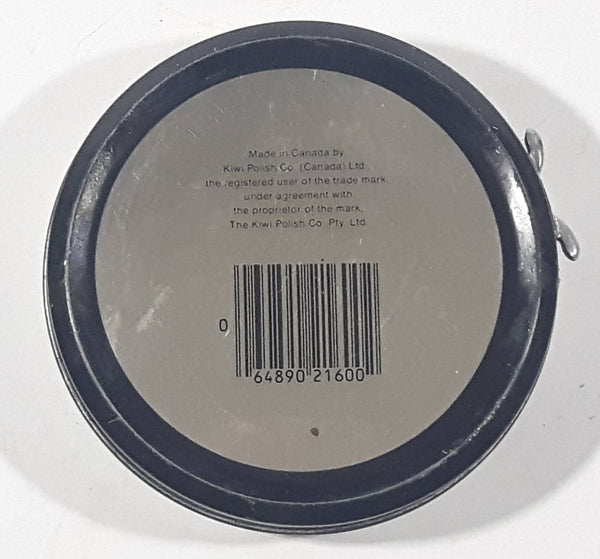 Made in Canada by
Kiwi Polish Co. (Canada) Ltd.,
the registered user of the trade mark,
under agreement with
the proprietor of the mark,
The Kiwi Polish Co. Pty. Ltd.
0
64890 21600